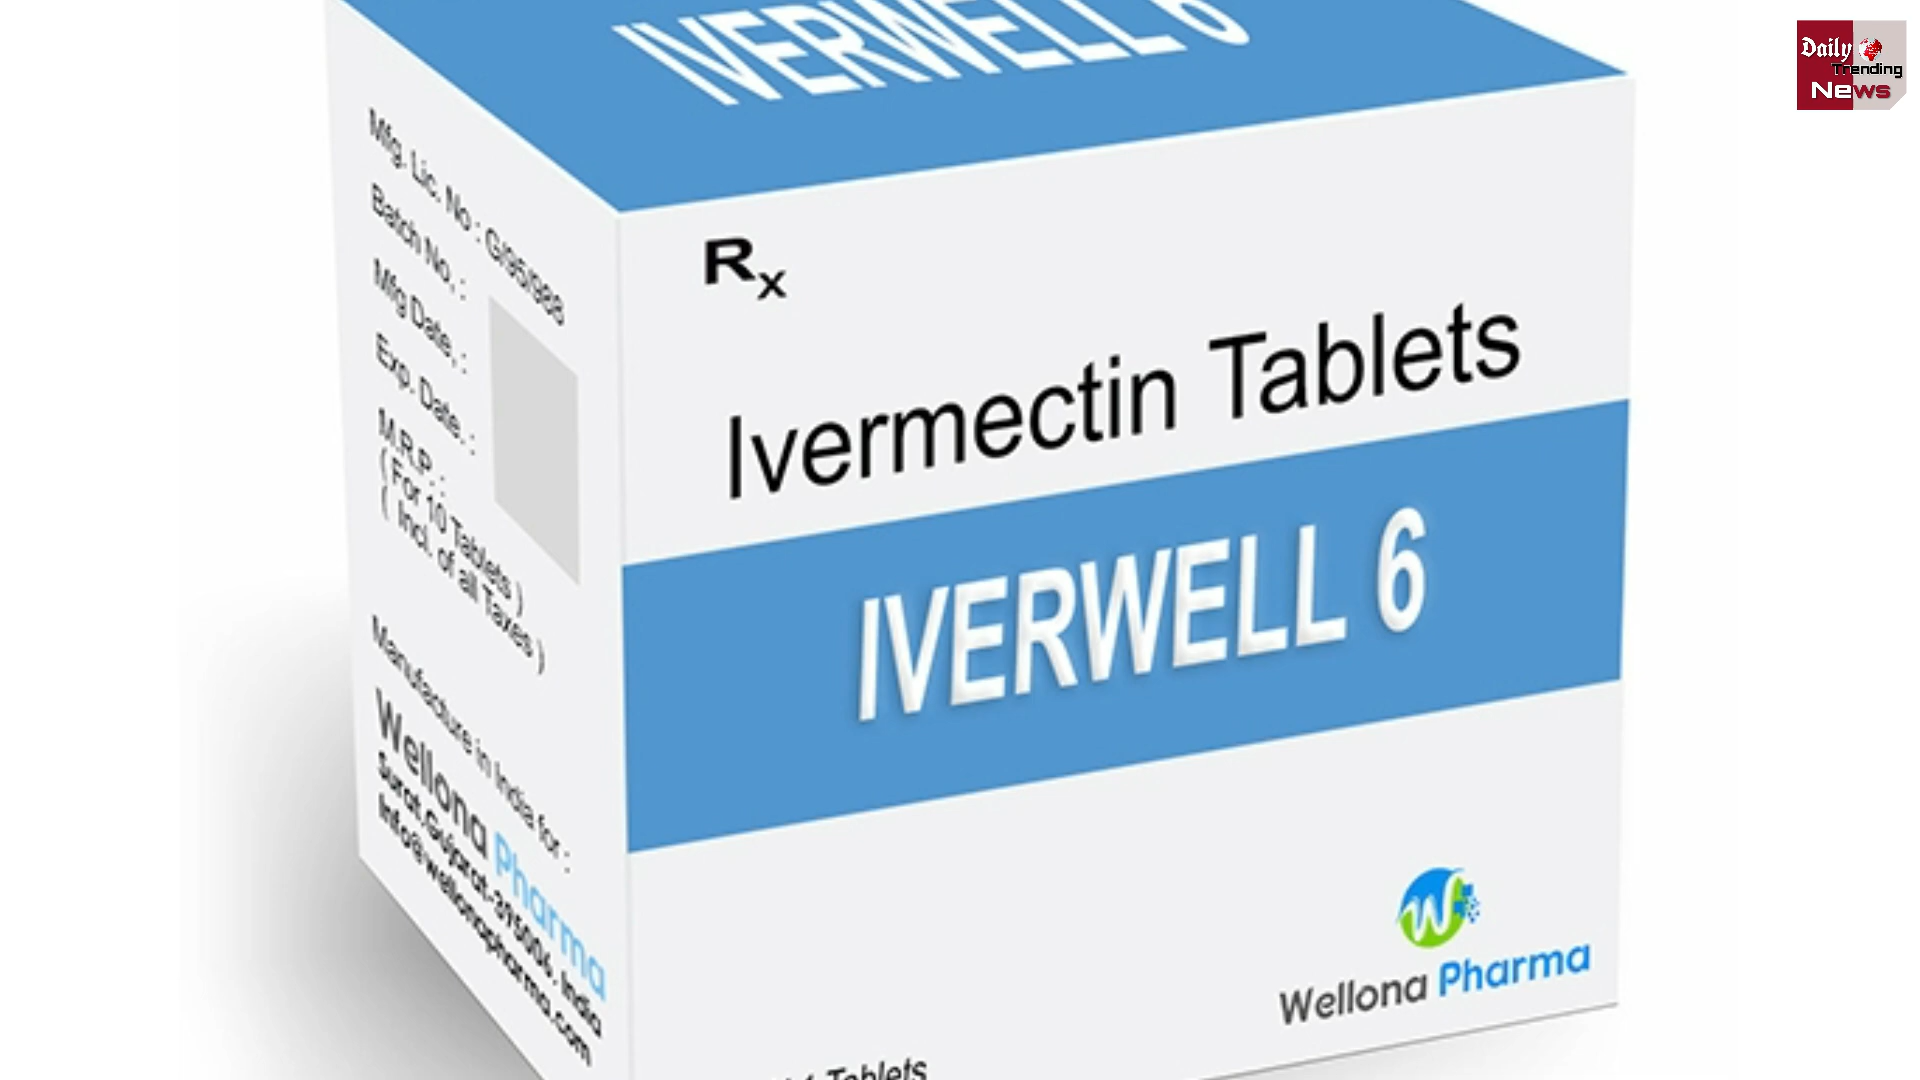 IVERWELL 6
Daily
Trending
News
Mfg. Lic. No : G/95/988
Batch No. :
Mfg Date. :
Exp. Date. :
M.R.P. :
( For 10 Tablets )
( Incl. of all Taxes )
Manufacture in India for :
Wellona Pharma
Surat, Gujarat-395006, India
Info@wellonapharma.com
Rx
Ivermectin Tablets
IVERWELL 6
W
Wellona Pharma
Tablets